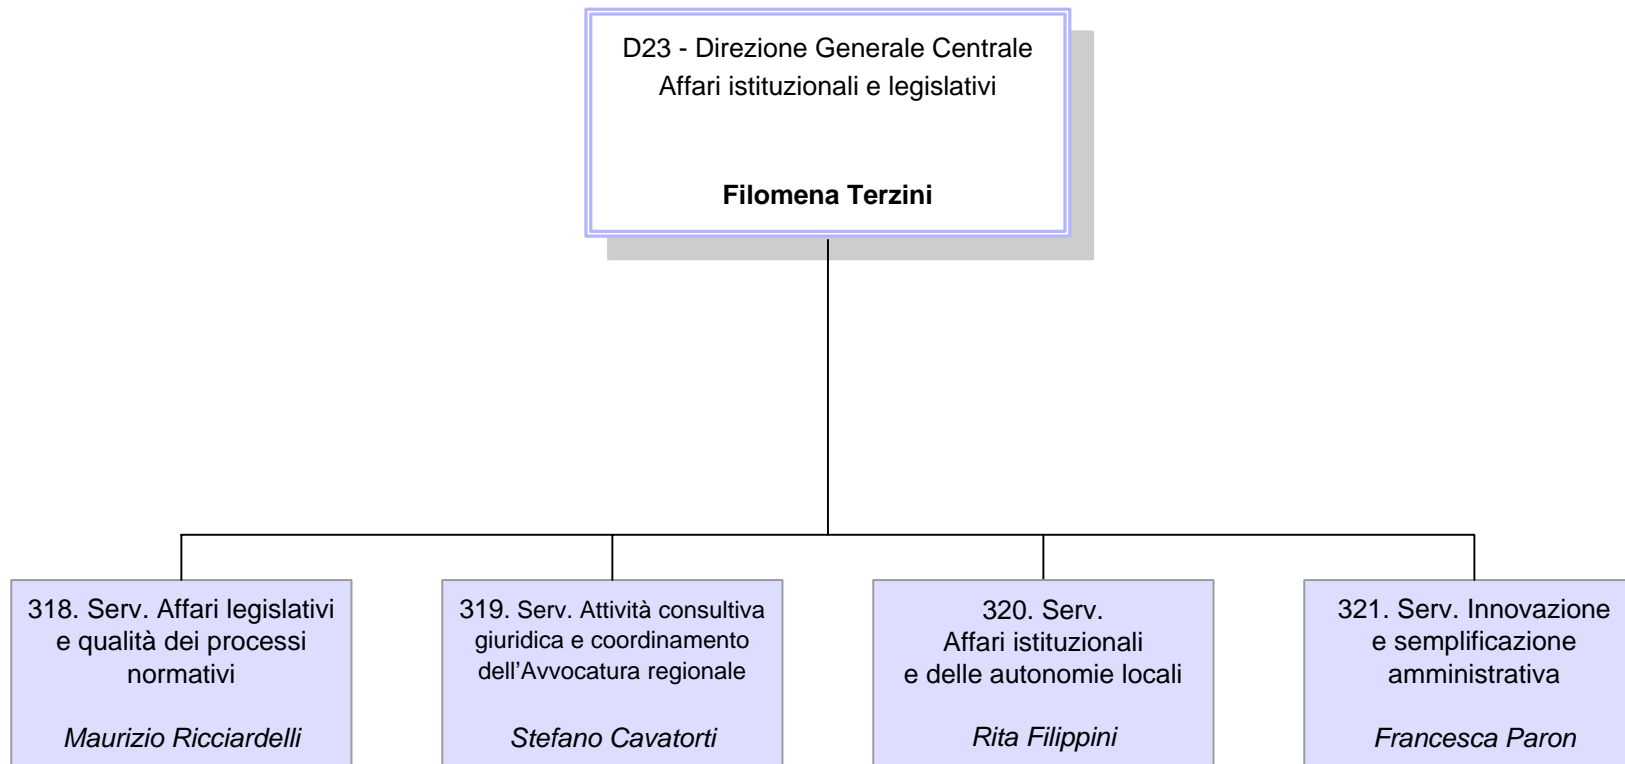 D23 - Direzione Generale Centrale
Affari istituzionali e legislativi
Filomena Terzini
318. Serv. Affari legislativi
e qualità dei processi
normativi
Maurizio Ricciardelli
319. Serv. Attività consultiva
giuridica e coordinamento
dell'Avvocatura regionale
Stefano Cavatorti
320. Serv.
Affari istituzionali
e delle autonomie locali
Rita Filippini
321. Serv. Innovazione
e semplificazione
amministrativa
Francesca Paron